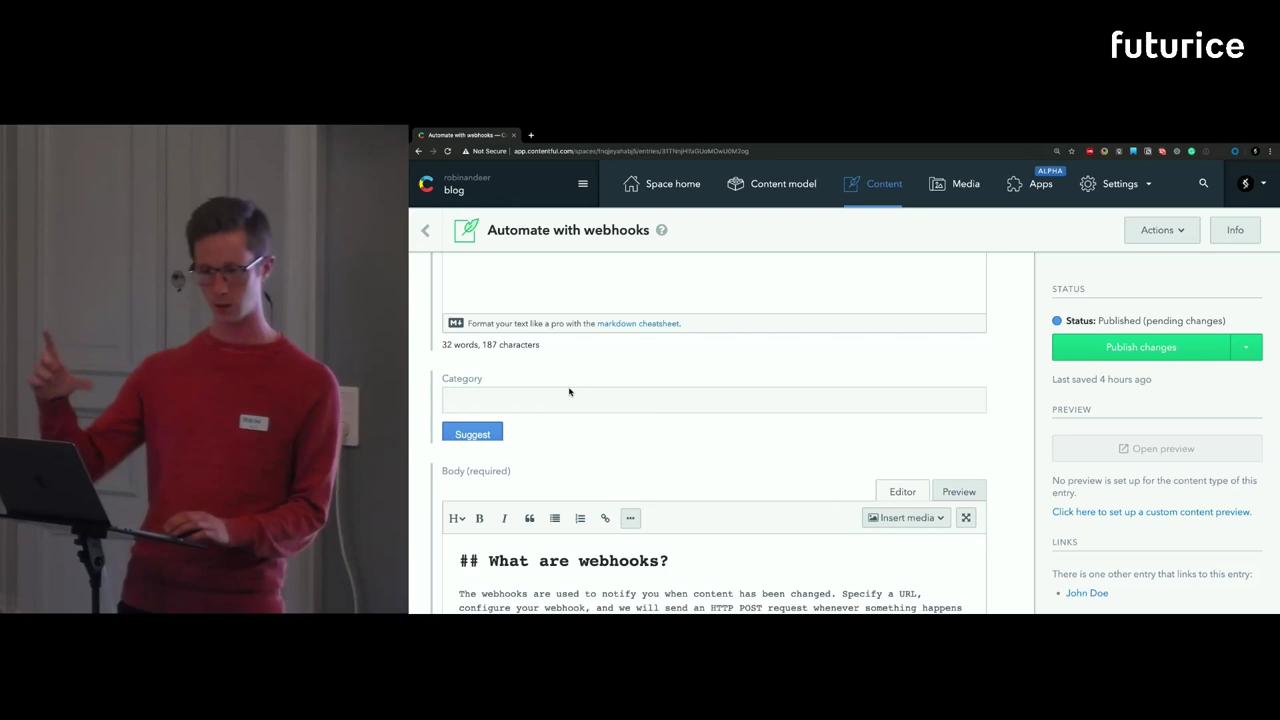 futurice
Automate with webhooks — C
Not Secure
robinandeer
blog
Space home
Content model
Content
Media
Apps
ALPHA
Settings
Automate with webhooks
Actions
Info
Format your text like a pro with the markdown cheatsheet.
32 words, 187 characters
Category
Suggest
Body (required)
Editor
Preview
H
B
I
Insert media
## What are webhooks?
The webhooks are used to notify you when content has been changed. Specify a URL,
configure your webhook, and we will send an HTTP POST request whenever something happens
STATUS
Status: Published (pending changes)
Publish changes
Last saved 4 hours ago
PREVIEW
Open preview
No preview is set up for the content type of this
entry.
Click here to set up a custom content preview.
LINKS
There is one other entry that links to this entry:
John Doe